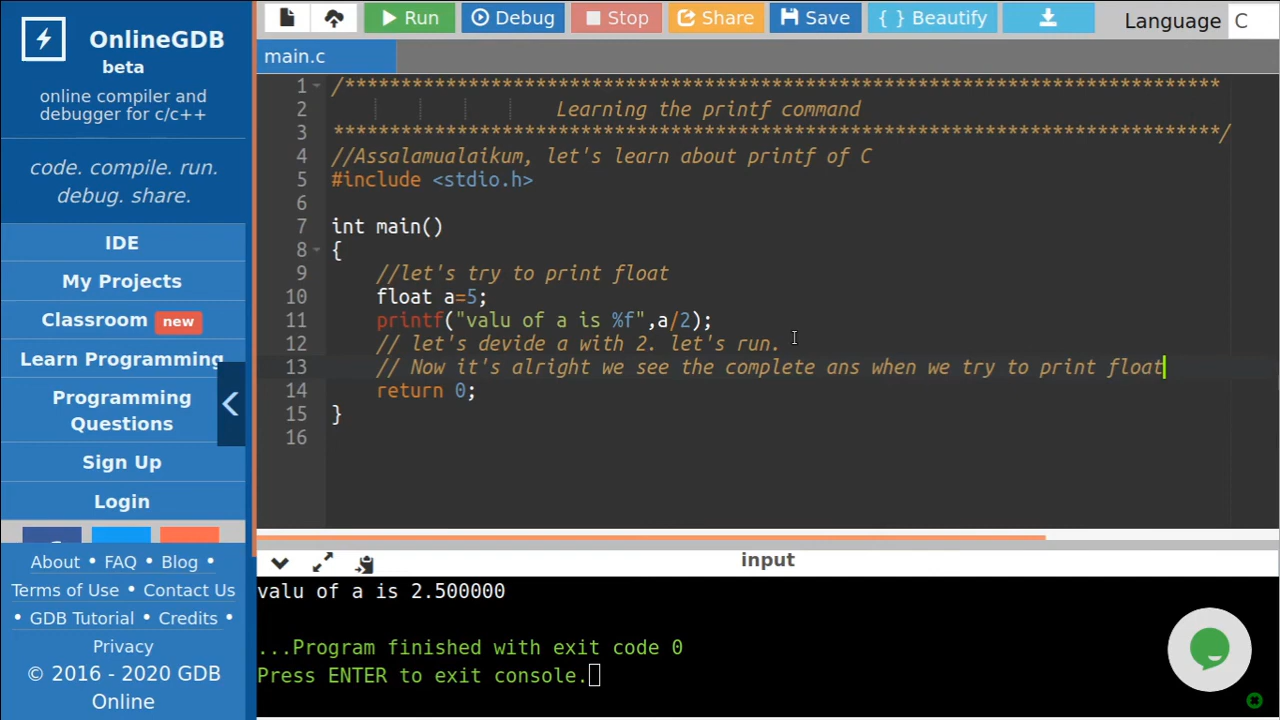 OnlineGDB
beta
online compiler and
debugger for c/c++
code. compile. run.
debug. share.
IDE
My Projects
Classroom new
Learn Programming
Programming
Questions
Sign Up
Login
About • FAQ • Blog •
Terms of Use • Contact Us
• GDB Tutorial • Credits •
Privacy
© 2016 - 2020 GDB
Online
Run Debug Stop Share Save { } Beautify Language C
main.c
1 /******************************************************************************
2 Learning the printf command
3 *******************************************************************************/
4 //Assalamualaikum, let's learn about printf of C
5 #include <stdio.h>
6
7 int main()
8 {
9 //let's try to print float
10 float a=5;
11 printf("valu of a is %f",a/2);
12 // let's devide a with 2. let's run.
13 // Now it's alright we see the complete ans when we try to print float
14 return 0;
15 }
16
input
valu of a is 2.500000
...Program finished with exit code 0
Press ENTER to exit console.